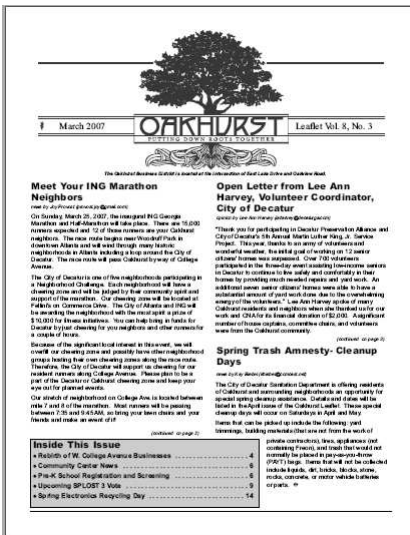 March 2007
OAKHURST
PUTTING DOWN ROOTS TOGETHER
Leaflet Vol. 8, No. 3
The Oakhurst Business District is located at the intersection of East Lake Drive and Oakview Road.
Meet Your ING Marathon
Neighbors
On Sunday, March 25, 2007, the inaugural ING Georgia
Marathon and Half-Marathon will take place. There are 15,000
runners expected and 12 of those runners are your Oakhurst
neighbors. The race route begins near Woodruff Park in
downtown Atlanta and will wind through many historic
neighborhoods in Atlanta including a loop around the City of
Decatur. The race route will pass Oakhurst by way of College
Avenue.
The City of Decatur is one of five neighborhoods participating in
a Neighborhood Challenge. Each neighborhood will have a
cheering zone and will be judged by their community spirit and
support of the marathon. Our cheering zone will be located at
Fellini's on Commerce Drive. The City of Atlanta and ING will
be awarding the neighborhood with the most spirit a prize of
$10,000 for fitness initiatives. You can help bring in funds for
Decatur by just cheering for you neighbors and other runners for
a couple of hours.
Because of the significant local interest in this event, we will
overfill our cheering zone and possibly have other neighborhood
groups hosting their own cheering zones along the race route.
Therefore, the City of Decatur will support us cheering for our
resident runners along College Avenue. Please plan to be a
part of the Decatur or Oakhurst cheering zone and keep your
eye out for planned events.
Our stretch of neighborhood on College Ave is located between
mile 7 and 8 of the marathon. Most runners will be passing
between 7:35 and 9:45 AM, so bring your lawn chairs and your
friends and make an event of it!
(continued on page 3)
Open Letter from Lee Ann
Harvey, Volunteer Coordinator,
City of Decatur
"Thank you for participating in Decatur Preservation Alliance and
City of Decatur's 5th Annual Martin Luther King, Jr. Service
Project. This year, thanks to an army of volunteers and
wonderful weather, the initial goal of working on 12 senior
citizens' homes was surpassed. Over 700 volunteers
participated in the three-day event assisting low-income seniors
in Decatur to continue to live safely and comfortably in their
homes by providing much needed repairs and yard work. An
additional seven senior citizens' homes were able to have a
substantial amount of yard work done due to the overwhelming
energy of the volunteers." Lee Ann Harvey spoke of many
Oakhurst residents and neighbors when she thanked us for our
work and ONA for its financial donation of $2,000. A significant
number of house captains, committee chairs, and volunteers
were from the Oakhurst community.
(continued on page 3)
Spring Trash Amnesty- Cleanup
Days
The City of Decatur Sanitation Department is offering residents
of Oakhurst and surrounding neighborhoods an opportunity for
special spring cleanup assistance. Details and dates will be
listed in the April issue of the Oakhurst Leaflet. These special
cleanup days will occur on Saturdays in April and May.
Items that can be picked up include the following: yard
trimmings, building materials (that are not from the work of
private contractors), tires, appliances (not
containing Freon), and trash that would not
normally be placed in pay-as-you-throw
(PAYT) bags. Items that will not be collected
include liquids, dirt, bricks, blocks, stone,
rocks, concrete, or motor vehicle batteries
or parts.
Inside This Issue
Rebirth of W. College Avenue Businesses 4
Community Center News 6
Pre-K School Registration and Screening 6
Upcoming SPLOST 3 Vote 9
Spring Electronics Recycling Day 14